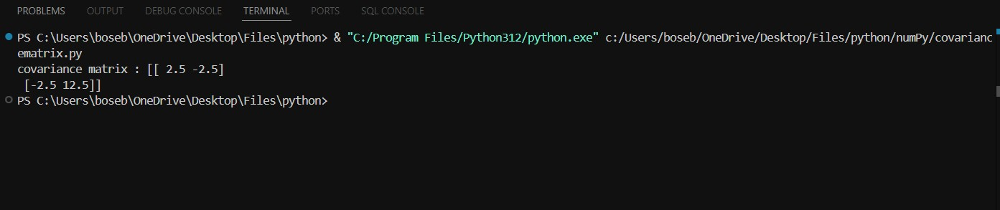 PROBLEMS OUTPUT DEBUG CONSOLE TERMINAL PORTS SQL CONSOLE
PS C:\Users\boseb\OneDrive\Desktop\Files\python> & "C:/Program Files/Python312/python.exe" c:/Users/boseb/OneDrive/Desktop/Files/python/numPy/covarianc
ematrix.py
covariance matrix : [[ 2.5 -2.5]
 [-2.5 12.5]]
PS C:\Users\boseb\OneDrive\Desktop\Files\python>